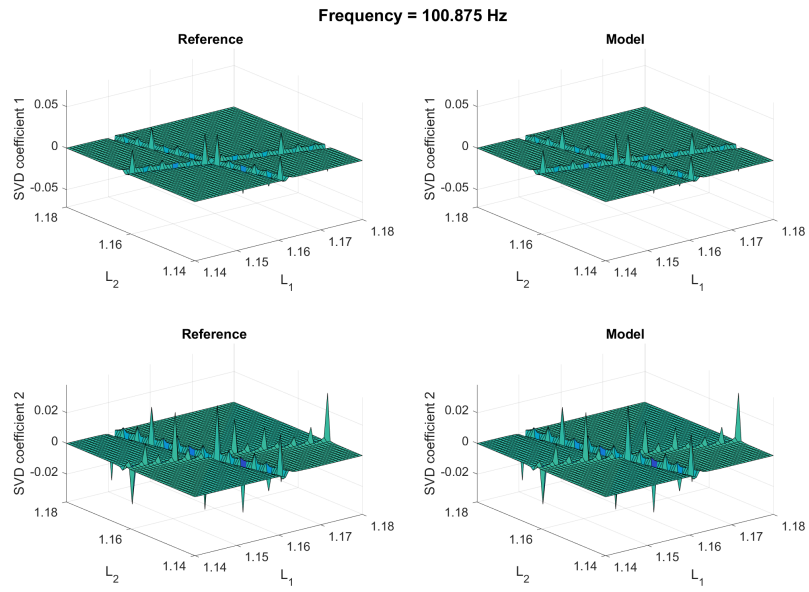 Frequency = 100.875 Hz
Reference
Model
SVD coefficient 1
0.05
0
-0.05
1.18
1.16
1.14
L2
1.14
1.15
1.16
1.17
1.18
L1
SVD coefficient 1
0.05
0
-0.05
1.18
1.16
1.14
L2
1.14
1.15
1.16
1.17
1.18
L1
Reference
Model
SVD coefficient 2
0.02
0
-0.02
1.18
1.16
1.14
L2
1.14
1.15
1.16
1.17
1.18
L1
SVD coefficient 2
0.02
0
-0.02
1.18
1.16
1.14
L2
1.14
1.15
1.16
1.17
1.18
L1